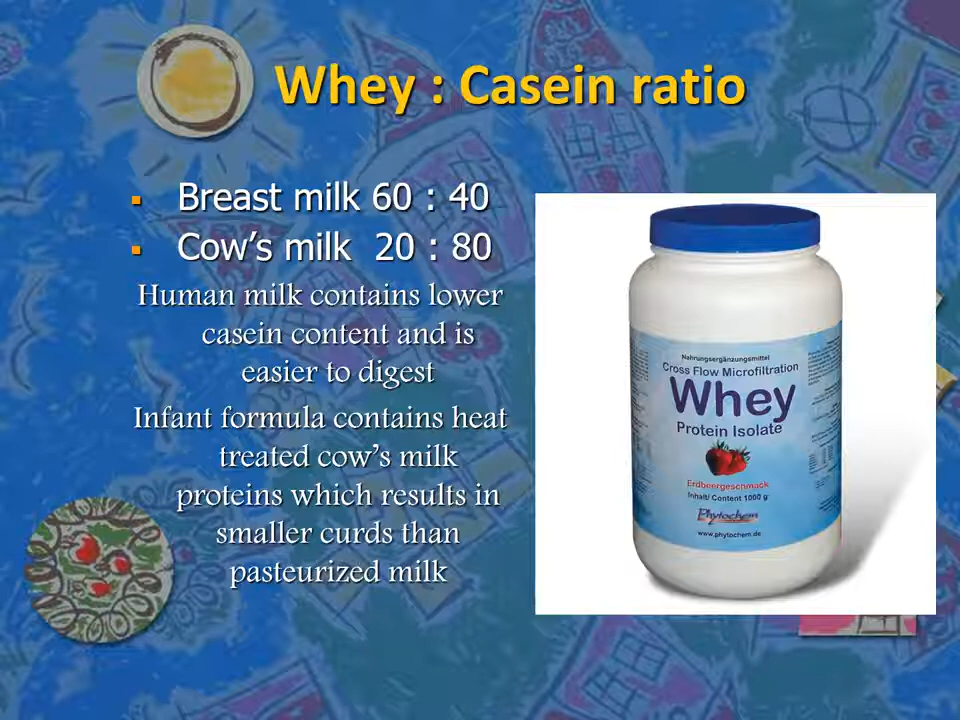 Whey : Casein ratio
Breast milk 60 : 40
Cow's milk 20 : 80
Human milk contains lower
casein content and is
easier to digest
Infant formula contains heat
treated cow's milk
proteins which results in
smaller curds than
pasteurized milk
Nahrungsergänzungsmittel
Cross Flow Microfiltration
Whey
Protein Isolate
Erdbeergeschmack
Inhalt/ Content 1000 g
Phytochem
www.phytochem.de